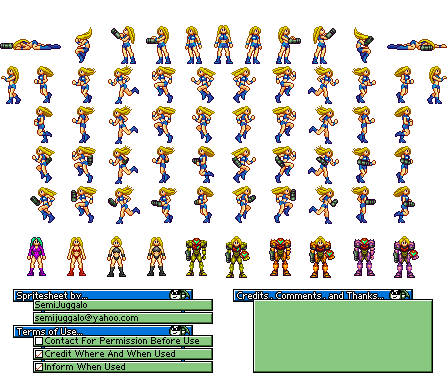 Spritesheet by...
SemiJuggalo
semijuggalo@yahoo.com
Terms of Use...
Contact For Permission Before Use
Credit Where And When Used
Inform When Used
Credits, Comments, and Thanks...